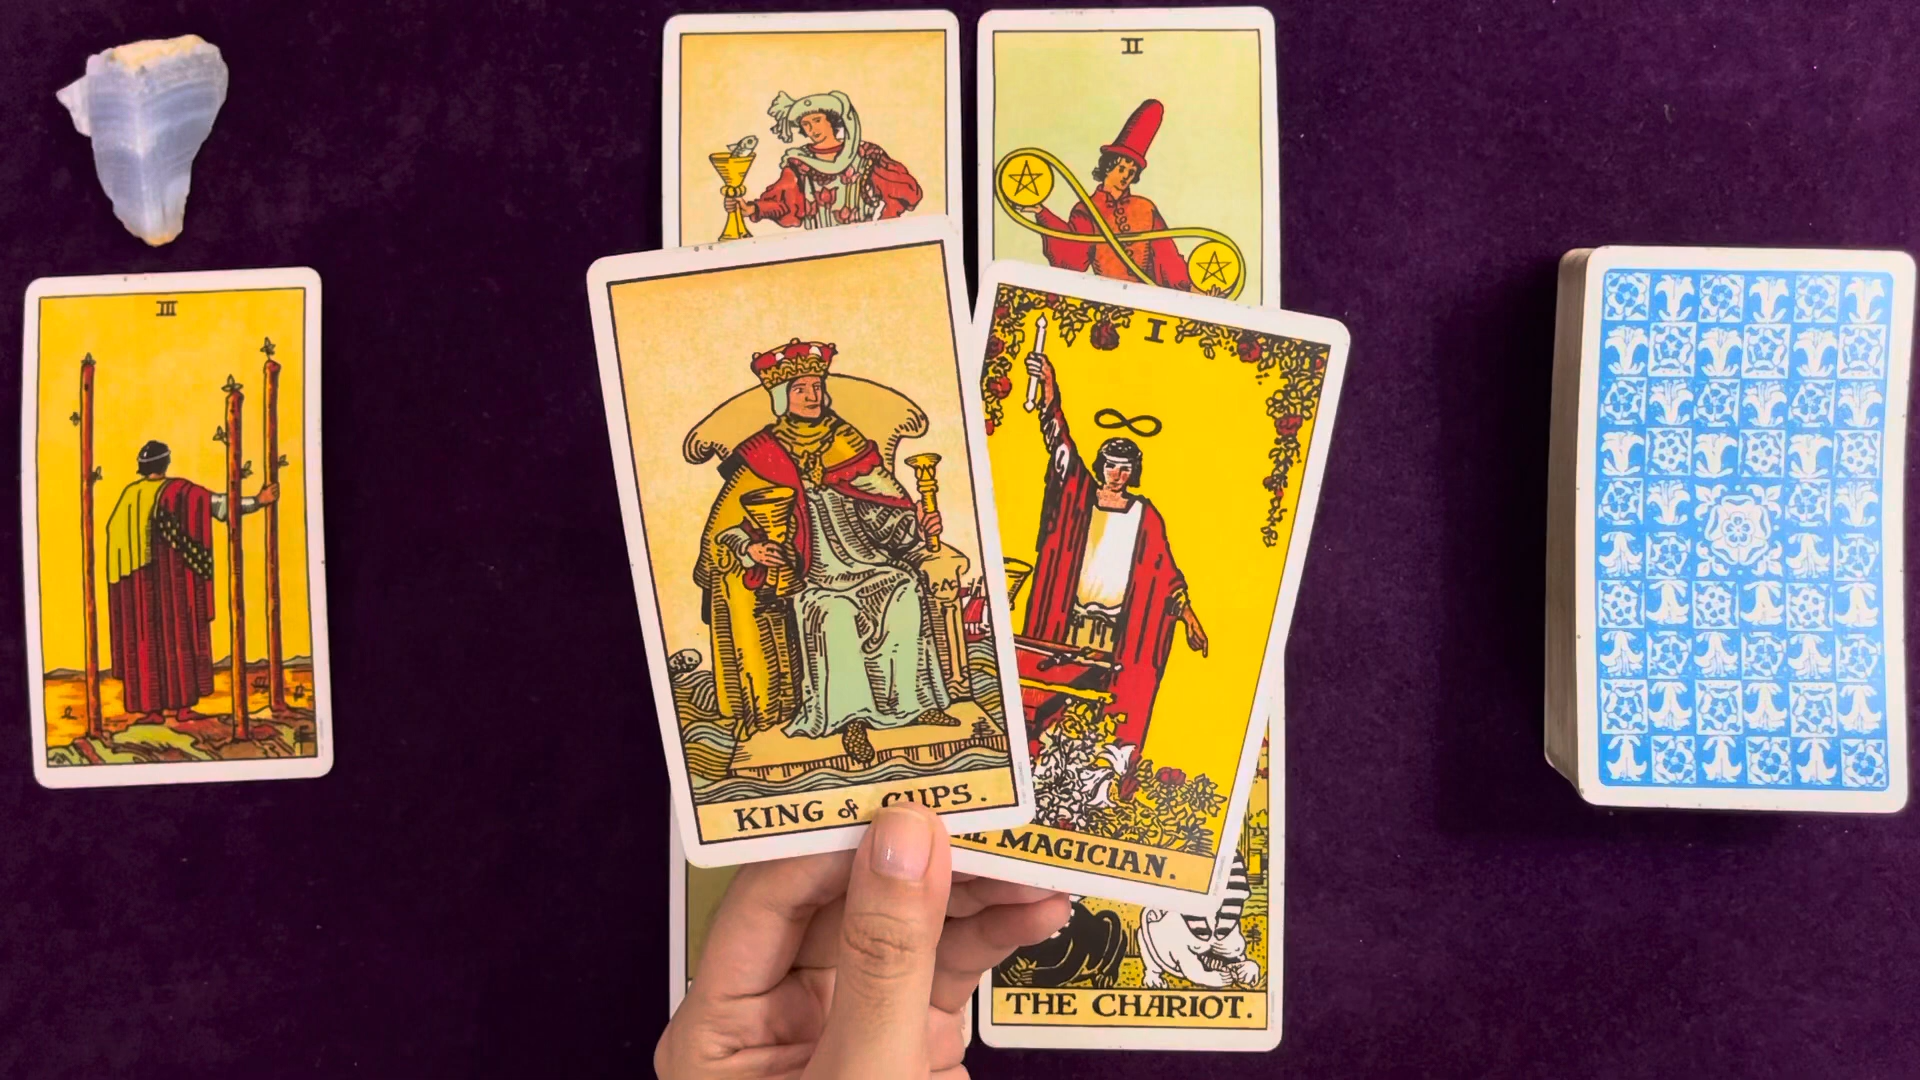 II
III
I
KING of CUPS.
MAGICIAN.
THE CHARIOT.